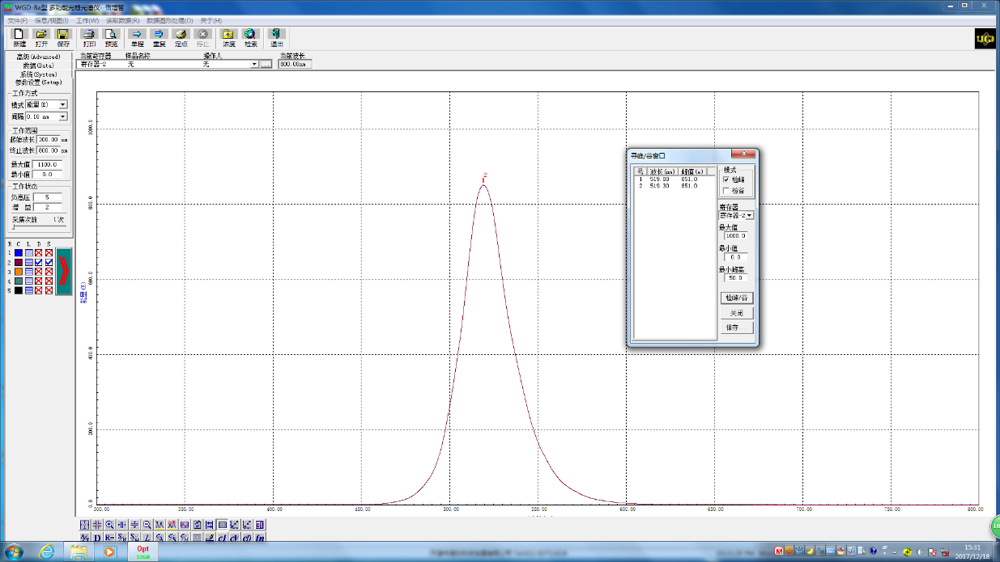 WGD-8a型 多功能光栅光谱仪--倍增管
文件(F) 信息/视图(I) 工作(W) 读取数据(R) 数据图形处理(D) 关于(H)
新建 打开 保存 打印 预览 单程 重复 定点 停止 浓度 检索 退出
TJGD
当前寄存器 样品名称 操作人 当前波长
寄存器-2 无 无 ... 800.00nm
高级(Advanced)
数据(Data)
系统(System)
参数设置(Setup)
工作方式
模式 能量(E)
间隔 0.10 nm
工作范围
起始波长 300.00 nm
终止波长 800.00 nm
最大值 1100.0
最小值 0.0
工作状态
负高压 5
增 益 2
采集次数 1次
R C L D S
1
2
3
4
5
1000.0
800.0
600.0
能量(E)
400.0
200.0
0.0
2
300.00 350.00 400.00 450.00 500.00 550.00 600.00 650.00 700.00 750.00 800.00
寻峰/谷窗口
号 波长(nm) 峰值(e)
1 519.00 851.0
2 519.30 851.0
模式
检峰
检谷
寄存器
寄存器-2
最大值
1000.0
最小值
0.0
最小峰高
50.0
检峰/谷
关闭
保存...
Opt
TJGD
15:31
2017/12/18
18